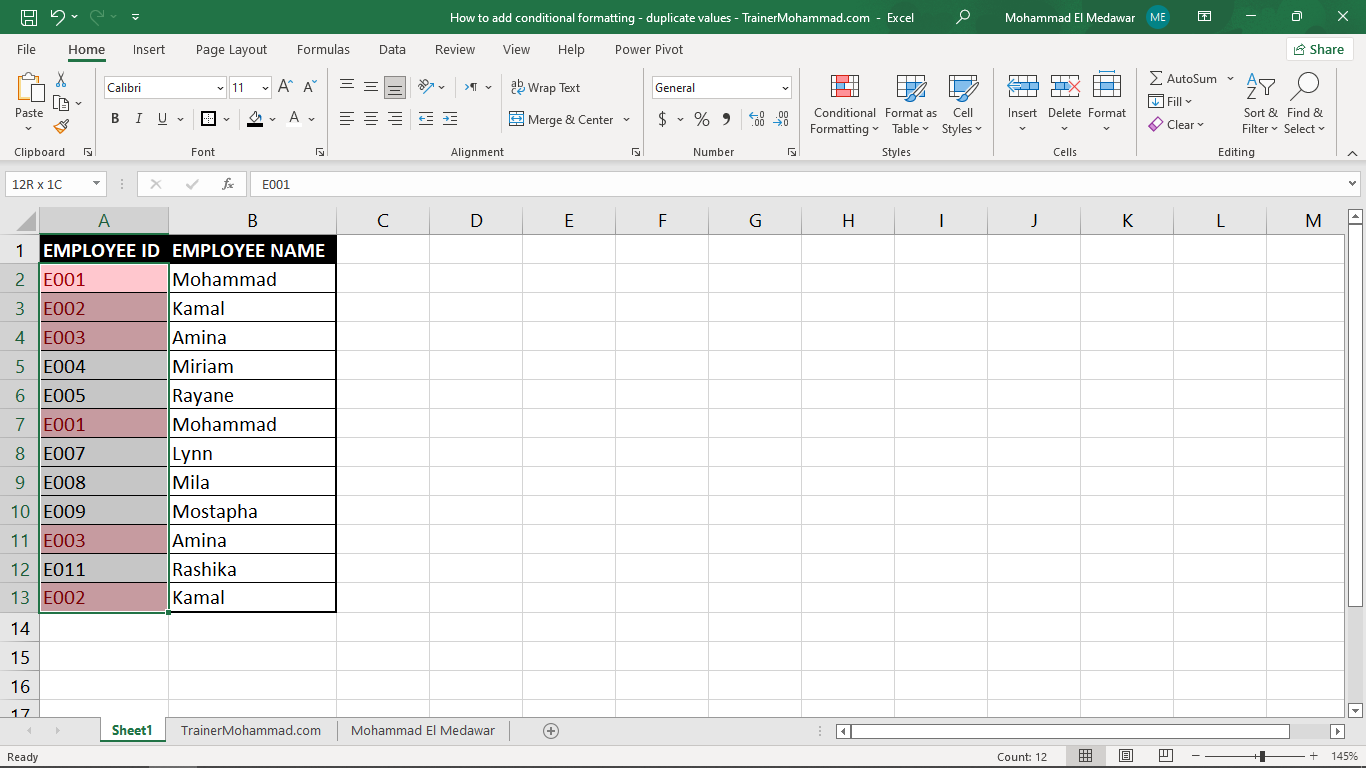 How to add conditional formatting - duplicate values - TrainerMohammad.com - Excel
Mohammad El Medawar ME
File Home Insert Page Layout Formulas Data Review View Help Power Pivot Share
Paste
Clipboard
Calibri 11
B I U A
Font
ab Wrap Text
Merge & Center
Alignment
General
$ % 9 .00 .00
Number
Conditional Formatting
Format as Table
Cell Styles
Styles
Insert Delete Format
Cells
AutoSum
Fill
Clear
Sort & Filter
Find & Select
Editing
12R x 1C fx E001
A B C D E F G H I J K L M
1 EMPLOYEE ID EMPLOYEE NAME
2 E001 Mohammad
3 E002 Kamal
4 E003 Amina
5 E004 Miriam
6 E005 Rayane
7 E001 Mohammad
8 E007 Lynn
9 E008 Mila
10 E009 Mostapha
11 E003 Amina
12 E011 Rashika
13 E002 Kamal
14
15
16
17
Sheet1 TrainerMohammad.com Mohammad El Medawar
Ready Count: 12 145%